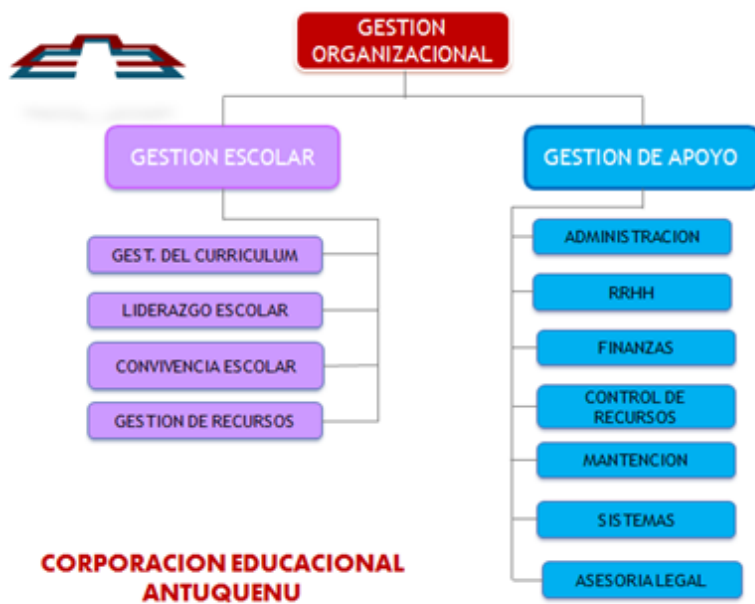 GESTION
ORGANIZACIONAL
GESTION ESCOLAR
GEST. DEL CURRICULUM
LIDERAZGO ESCOLAR
CONVIVENCIA ESCOLAR
GESTION DE RECURSOS
GESTION DE APOYO
ADMINISTRACION
RRHH
FINANZAS
CONTROL DE
RECURSOS
MANTENCION
SISTEMAS
ASESORIA LEGAL
CORPORACION EDUCACIONAL
ANTUQUENU